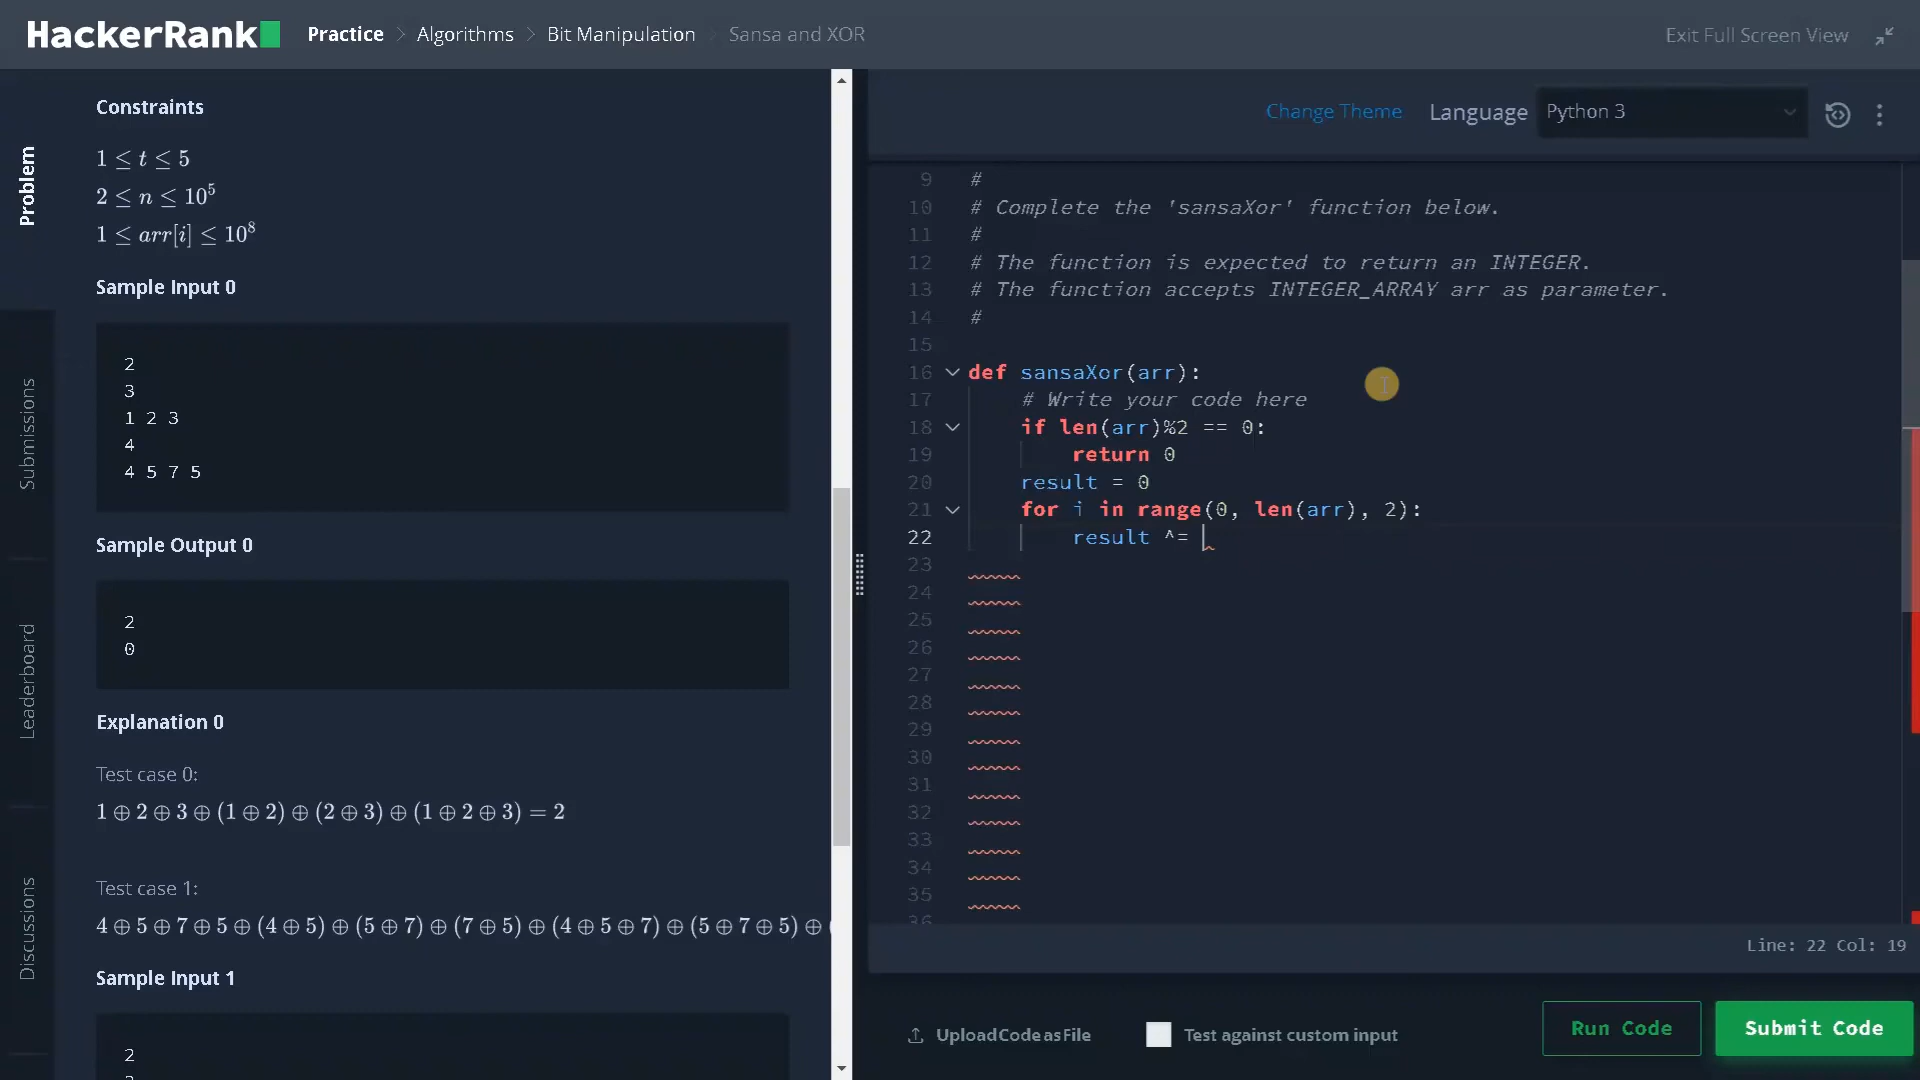 HackerRank
Practice > Algorithms > Bit Manipulation > Sansa and XOR
Exit Full Screen View
Problem
Submissions
Leaderboard
Discussions
Constraints
1 ≤ t ≤ 5
2 ≤ n ≤ 10^5
1 ≤ arr[i] ≤ 10^8
Sample Input 0
2
3
1 2 3
4
4 5 7 5
Sample Output 0
2
0
Explanation 0
Test case 0:
1 ⊕ 2 ⊕ 3 ⊕ (1 ⊕ 2) ⊕ (2 ⊕ 3) ⊕ (1 ⊕ 2 ⊕ 3) = 2
Test case 1:
4 ⊕ 5 ⊕ 7 ⊕ 5 ⊕ (4 ⊕ 5) ⊕ (5 ⊕ 7) ⊕ (7 ⊕ 5) ⊕ (4 ⊕ 5 ⊕ 7) ⊕ (5 ⊕ 7 ⊕ 5) ⊕ (
Sample Input 1
2
Change Theme
Language
Python 3
9 #
10 # Complete the 'sansaXor' function below.
11 #
12 # The function is expected to return an INTEGER.
13 # The function accepts INTEGER_ARRAY arr as parameter.
14 #
15
16 def sansaXor(arr):
17 # Write your code here
18 if len(arr)%2 == 0:
19 return 0
20 result = 0
21 for i in range(0, len(arr), 2):
22 result ^=
23
24
25
26
27
28
29
30
31
32
33
34
35
36
Line: 22 Col: 19
Upload Code as File
Test against custom input
Run Code
Submit Code